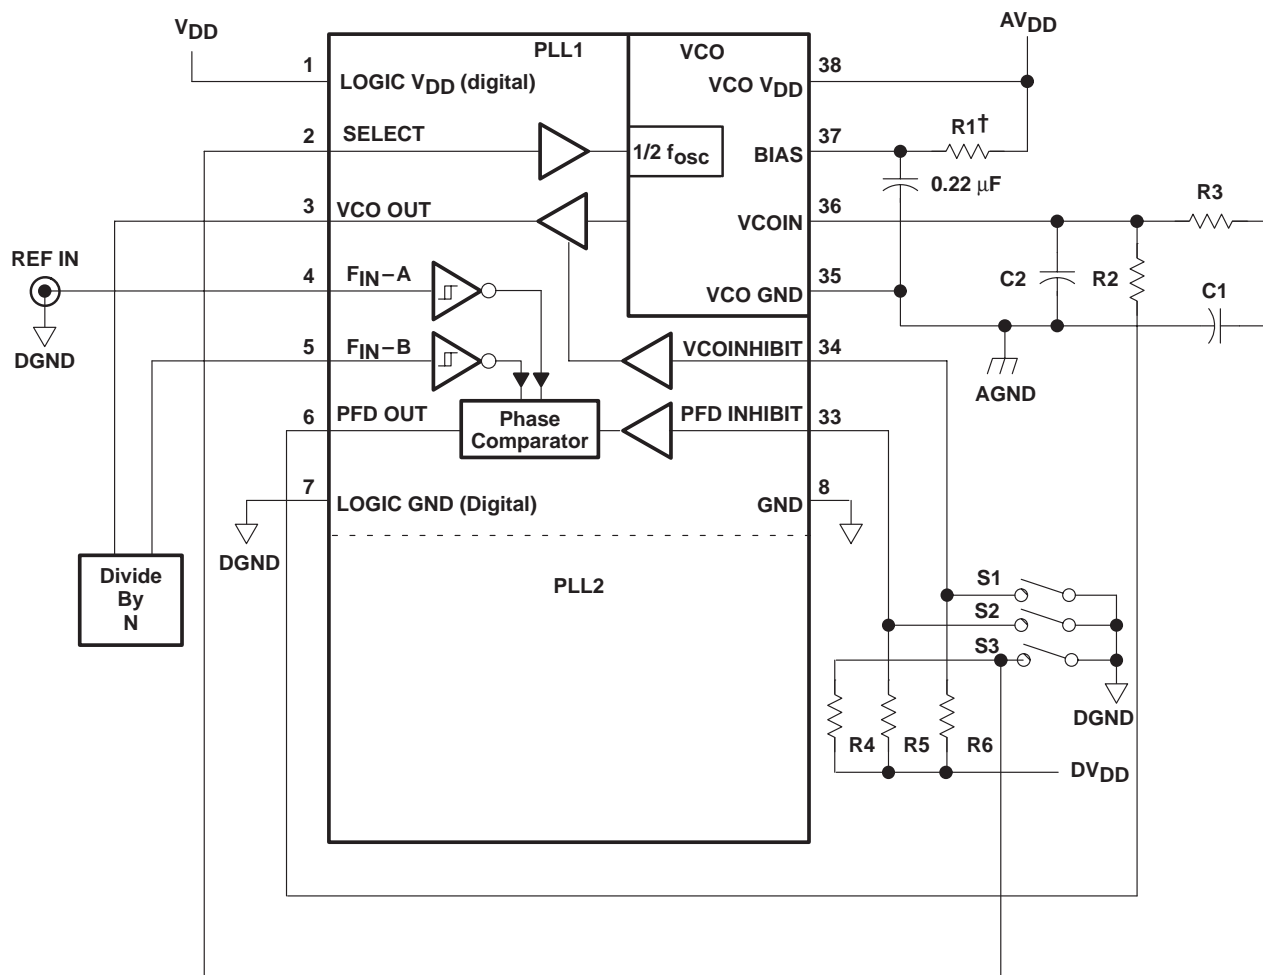 VDD
AVDD
PLL1
VCO
1
LOGIC VDD (digital)
VCO VDD
38
2
SELECT
1/2 fosc
BIAS
37
R1†
0.22 μF
3
VCO OUT
VCOIN
36
R3
REF IN
4
FIN–A
VCO GND
35
C2
R2
C1
DGND
5
FIN–B
VCOINHIBIT
34
AGND
6
PFD OUT
Phase
Comparator
PFD INHIBIT
33
7
LOGIC GND (Digital)
GND
8
DGND
Divide
By
N
PLL2
S1
S2
S3
DGND
R4
R5
R6
DVDD